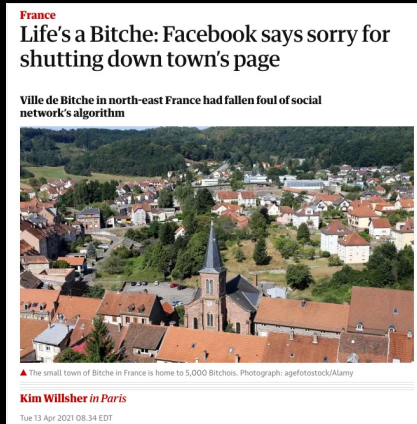 France
Life's a Bitche: Facebook says sorry for
shutting down town's page
Ville de Bitche in north-east France had fallen foul of social
network's algorithm
▲ The small town of Bitche in France is home to 5,000 Bitchois. Photograph: agefotostock/Alamy
Kim Willsher in Paris
Tue 13 Apr 2021 08.34 EDT